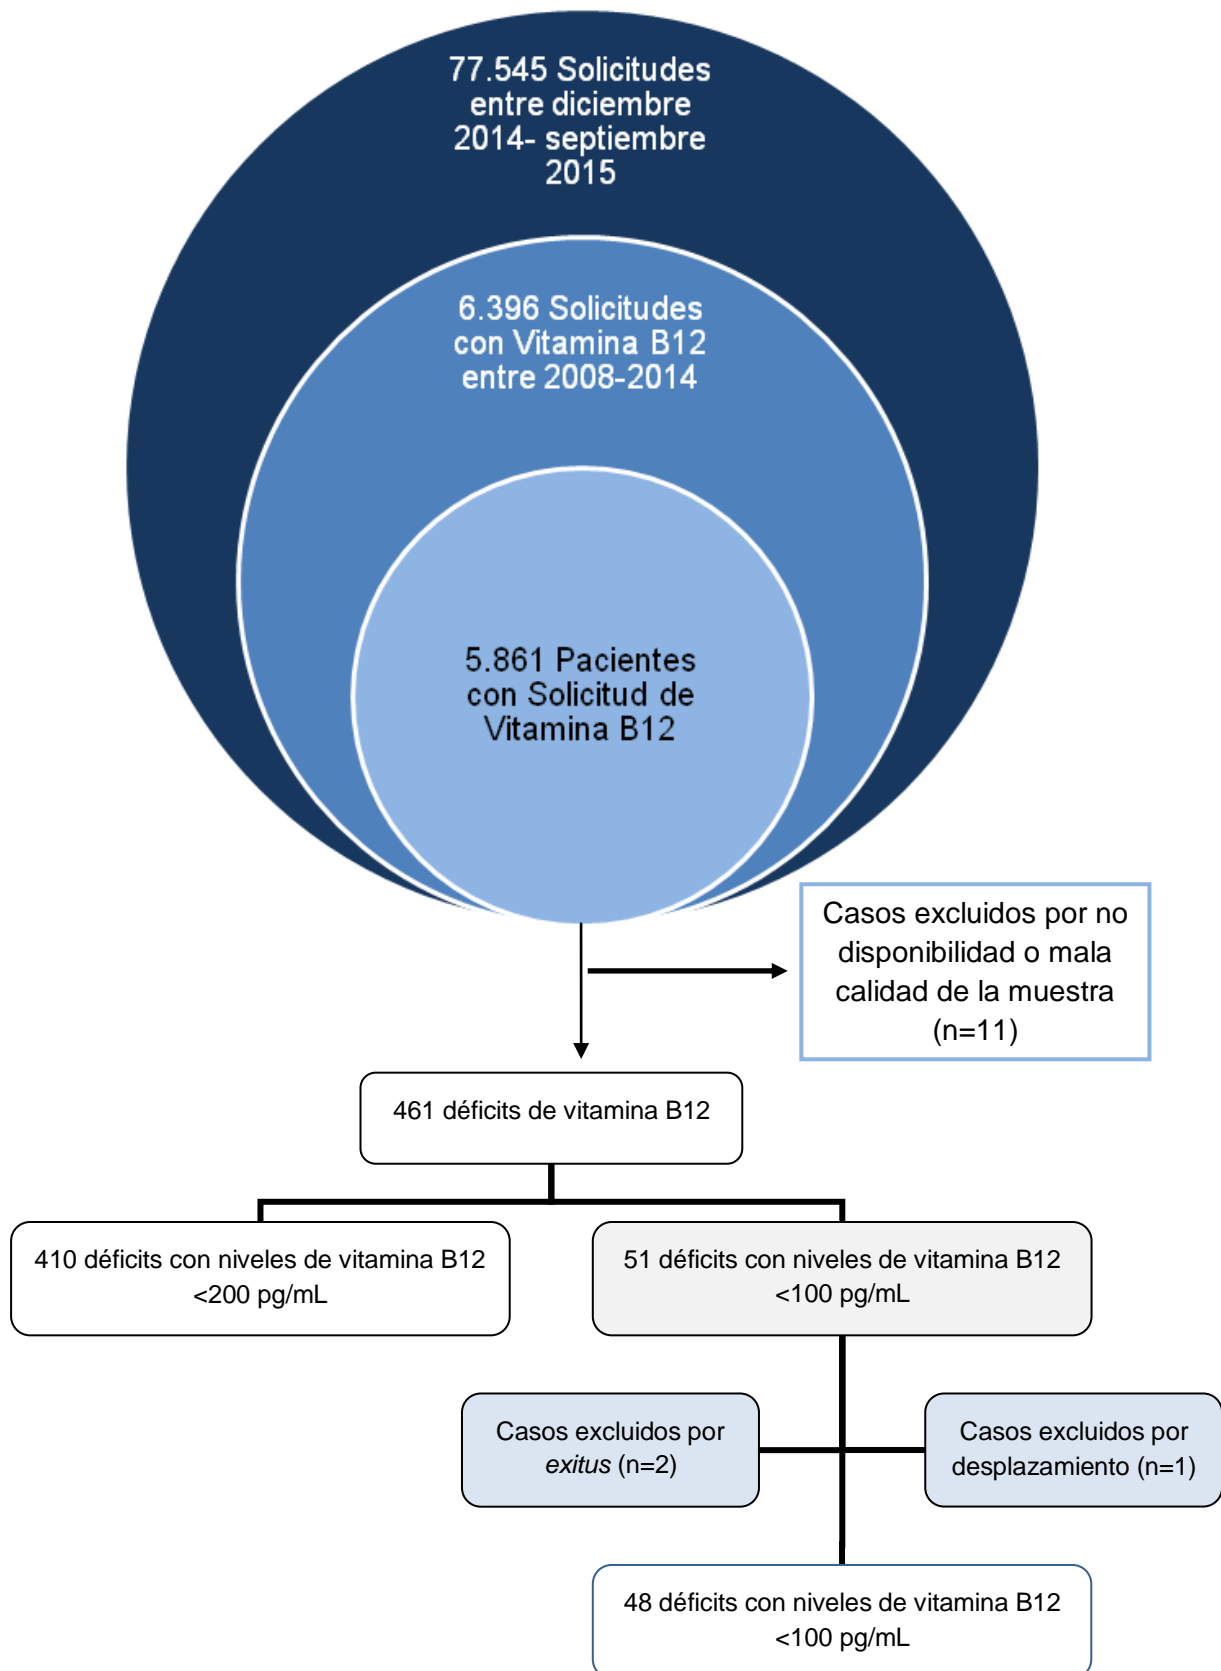 77.545 Solicitudes
entre diciembre
2014- septiembre
2015
6.396 Solicitudes
con Vitamina B12
entre 2008-2014
5.861 Pacientes
con Solicitud de
Vitamina B12
Casos excluidos por no
disponibilidad o mala
calidad de la muestra
(n=11)
461 déficits de vitamina B12
410 déficits con niveles de vitamina B12
<200 pg/mL
51 déficits con niveles de vitamina B12
<100 pg/mL
Casos excluidos por
exitus (n=2)
Casos excluidos por
desplazamiento (n=1)
48 déficits con niveles de vitamina B12
<100 pg/mL